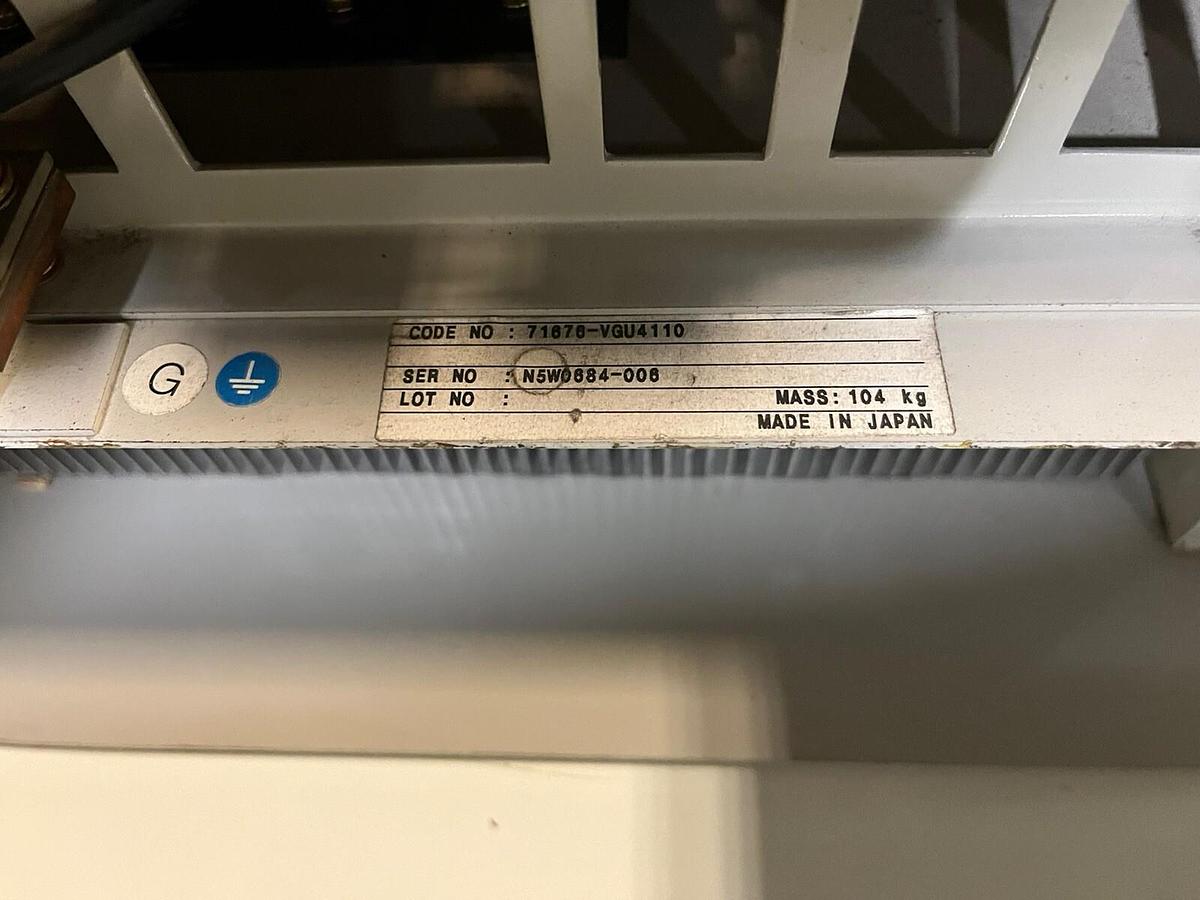 CODE NO : 71676-VGU4110
SER NO : N5W0684-006
LOT NO :
MASS: 104 kg
MADE IN JAPAN
G